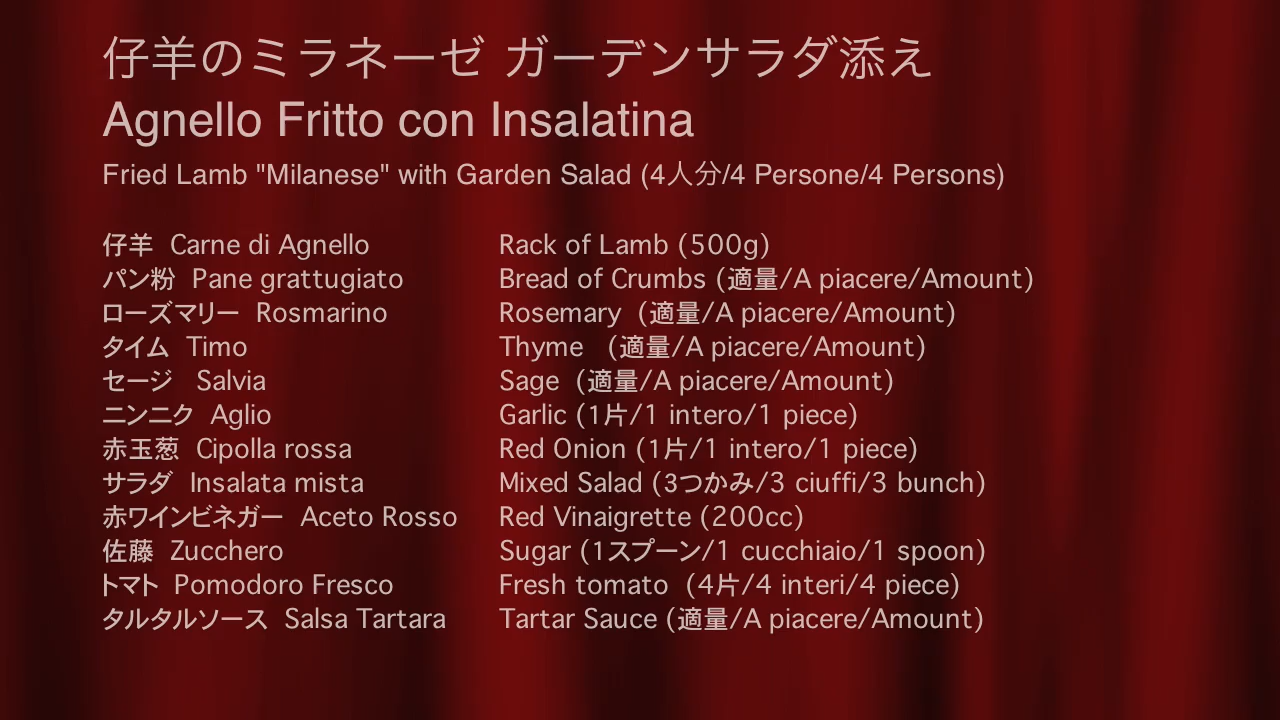 仔羊のミラネーゼ ガーデンサラダ添え
Agnello Fritto con Insalatina
Fried Lamb "Milanese" with Garden Salad (4人分/4 Persone/4 Persons)
仔羊 Carne di Agnello Rack of Lamb (500g)
パン粉 Pane grattugiato Bread of Crumbs (適量/A piacere/Amount)
ローズマリー Rosmarino Rosemary (適量/A piacere/Amount)
タイム Timo Thyme (適量/A piacere/Amount)
セージ Salvia Sage (適量/A piacere/Amount)
ニンニク Aglio Garlic (1片/1 intero/1 piece)
赤玉葱 Cipolla rossa Red Onion (1片/1 intero/1 piece)
サラダ Insalata mista Mixed Salad (3つかみ/3 ciuffi/3 bunch)
赤ワインビネガー Aceto Rosso Red Vinaigrette (200cc)
佐藤 Zucchero Sugar (1スプーン/1 cucchiaio/1 spoon)
トマト Pomodoro Fresco Fresh tomato (4片/4 interi/4 piece)
タルタルソース Salsa Tartara Tartar Sauce (適量/A piacere/Amount)